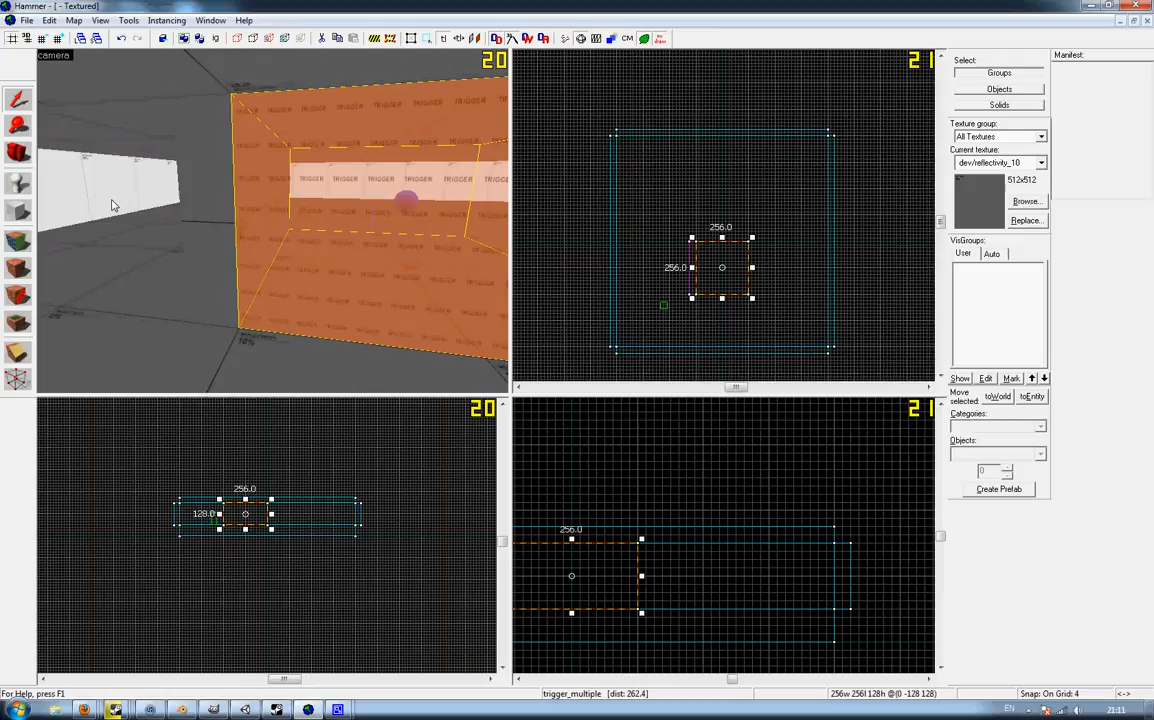 Hammer - [ - Textured]
File Edit Map View Tools Instancing Window Help
camera
20
21
20
21
TRIGGER TRIGGER TRIGGER TRIGGER TRIGGER
256.0
256.0
256.0
128.0
256.0
Select:
Groups
Objects
Solids
Texture group:
All Textures
Current texture:
dev/reflectivity_10
512x512
Browse...
Replace...
VisGroups:
User Auto
Show Edit Mark
Move selected:
toWorld toEntity
Categories:
Objects:
0
Create Prefab
Manifest:
For Help, press F1
trigger_multiple [dist: 262.4]
256w 256l 128h @(0 -128 128)
Snap: On Grid: 4
<->
EN
21:11